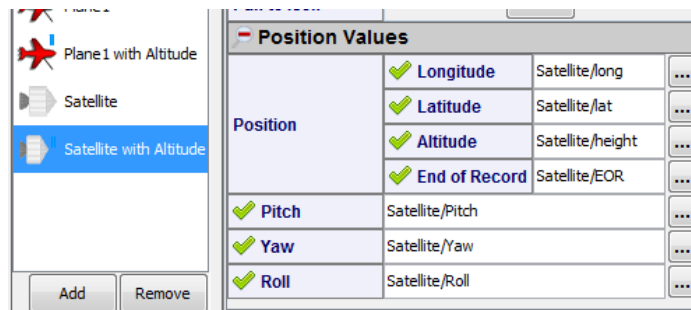 Plane1 with Altitude
Satellite
Satellite with Altitude
Add
Remove
Position Values
Position
Longitude
Satellite/long
...
Latitude
Satellite/lat
...
Altitude
Satellite/height
...
End of Record
Satellite/EOR
...
Pitch
Satellite/Pitch
...
Yaw
Satellite/Yaw
...
Roll
Satellite/Roll
...